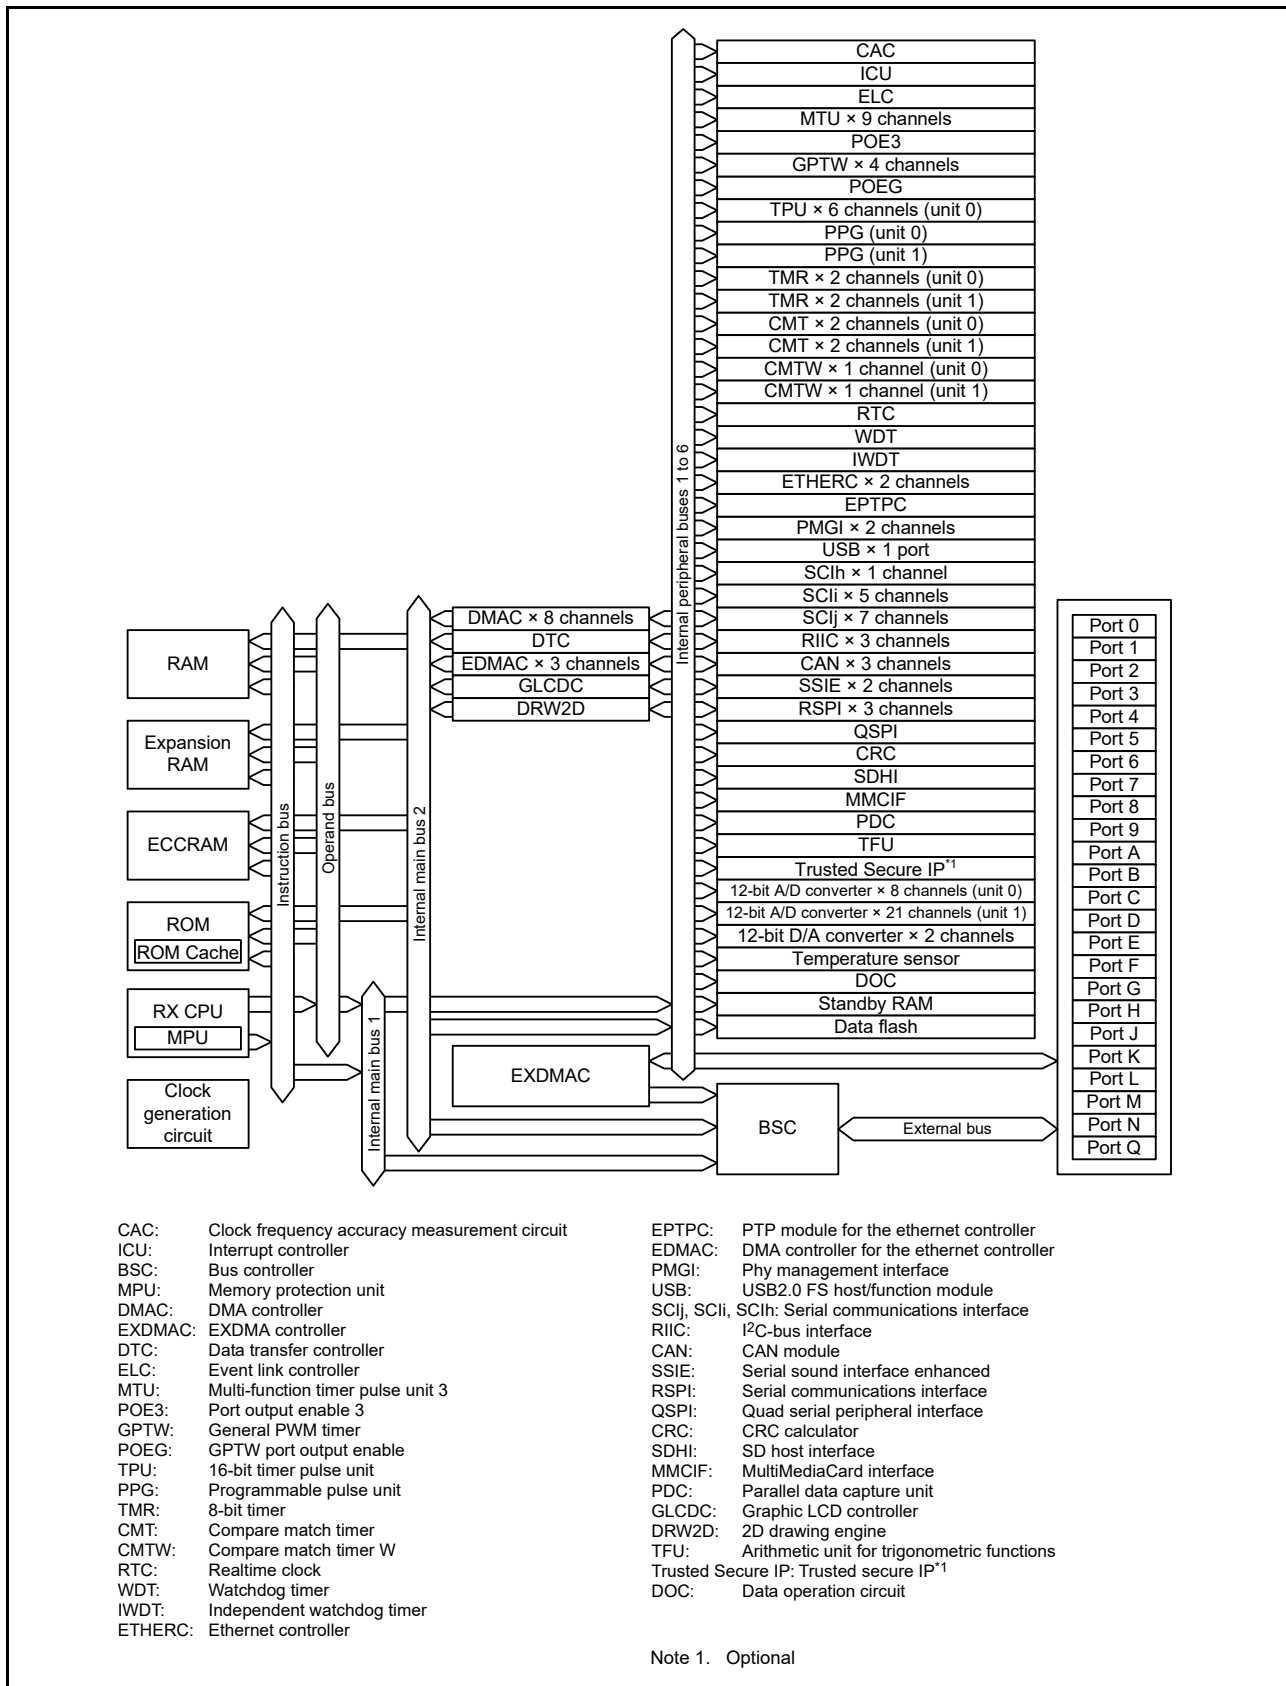 CAC
ICU
ELC
MTU × 9 channels
POE3
GPTW × 4 channels
POEG
TPU × 6 channels (unit 0)
PPG (unit 0)
PPG (unit 1)
TMR × 2 channels (unit 0)
TMR × 2 channels (unit 1)
CMT × 2 channels (unit 0)
CMT × 2 channels (unit 1)
CMTW × 1 channel (unit 0)
CMTW × 1 channel (unit 1)
RTC
WDT
IWDT
ETHERC × 2 channels
EPTPC
PMGI × 2 channels
USB × 1 port
SCIh × 1 channel
SCIi × 5 channels
SCIj × 7 channels
RIIC × 3 channels
CAN × 3 channels
SSIE × 2 channels
RSPI × 3 channels
QSPI
CRC
SDHI
MMCIF
PDC
TFU
Trusted Secure IP*1
12-bit A/D converter × 8 channels (unit 0)
12-bit A/D converter × 21 channels (unit 1)
12-bit D/A converter × 2 channels
Temperature sensor
DOC
Standby RAM
Data flash
Internal peripheral buses 1 to 6
DMAC × 8 channels
DTC
EDMAC × 3 channels
GLCDC
DRW2D
RAM
Expansion
RAM
ECCRAM
ROM
ROM Cache
RX CPU
MPU
Clock
generation
circuit
Instruction bus
Operand bus
Internal main bus 1
Internal main bus 2
EXDMAC
BSC
External bus
Port 0
Port 1
Port 2
Port 3
Port 4
Port 5
Port 6
Port 7
Port 8
Port 9
Port A
Port B
Port C
Port D
Port E
Port F
Port G
Port H
Port J
Port K
Port L
Port M
Port N
Port Q
CAC: Clock frequency accuracy measurement circuit
ICU: Interrupt controller
BSC: Bus controller
MPU: Memory protection unit
DMAC: DMA controller
EXDMAC: EXDMA controller
DTC: Data transfer controller
ELC: Event link controller
MTU: Multi-function timer pulse unit 3
POE3: Port output enable 3
GPTW: General PWM timer
POEG: GPTW port output enable
TPU: 16-bit timer pulse unit
PPG: Programmable pulse unit
TMR: 8-bit timer
CMT: Compare match timer
CMTW: Compare match timer W
RTC: Realtime clock
WDT: Watchdog timer
IWDT: Independent watchdog timer
ETHERC: Ethernet controller
EPTPC: PTP module for the ethernet controller
EDMAC: DMA controller for the ethernet controller
PMGI: Phy management interface
USB: USB2.0 FS host/function module
SCIj, SCIi, SCIh: Serial communications interface
RIIC: I2C-bus interface
CAN: CAN module
SSIE: Serial sound interface enhanced
RSPI: Serial communications interface
QSPI: Quad serial peripheral interface
CRC: CRC calculator
SDHI: SD host interface
MMCIF: MultiMediaCard interface
PDC: Parallel data capture unit
GLCDC: Graphic LCD controller
DRW2D: 2D drawing engine
TFU: Arithmetic unit for trigonometric functions
Trusted Secure IP: Trusted secure IP*1
DOC: Data operation circuit
Note 1. Optional